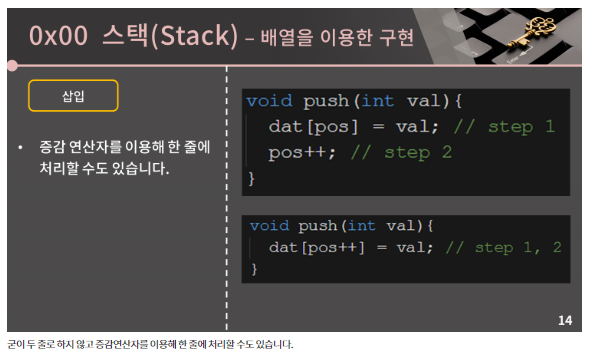 0x00 스택(Stack) – 배열을 이용한 구현
삽입
• 증감 연산자를 이용해 한 줄에
처리할 수도 있습니다.
void push(int val){
dat[pos] = val; // step 1
pos++; // step 2
}
void push(int val){
dat[pos++] = val; // step 1, 2
}
14
굳이 두 줄로 하지 않고 증감연산자를 이용해 한 줄에 처리할 수도 있습니다.